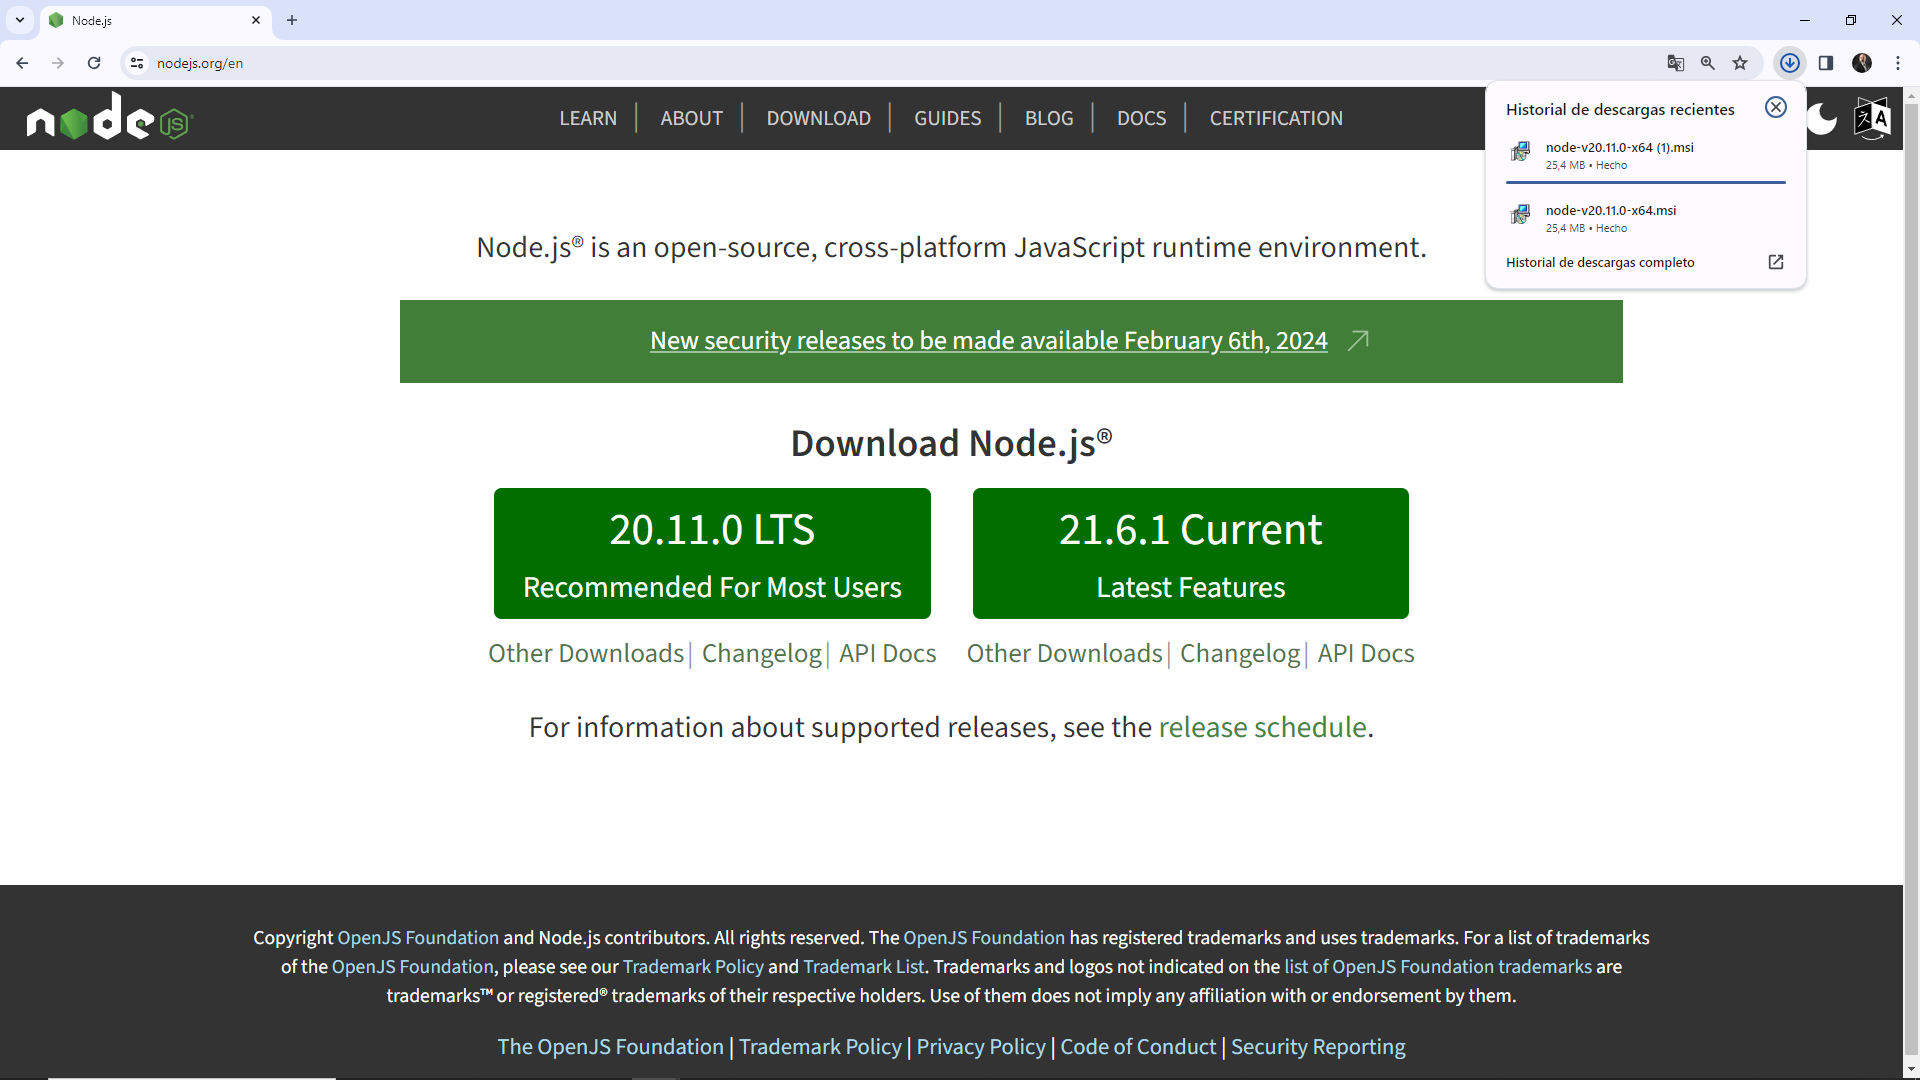 Node.js
nodejs.org/en
node JS
LEARN
ABOUT
DOWNLOAD
GUIDES
BLOG
DOCS
CERTIFICATION
A
Historial de descargas recientes
node-v20.11.0-x64 (1).msi
25,4 MB • Hecho
node-v20.11.0-x64.msi
25,4 MB • Hecho
Historial de descargas completo
Node.js® is an open-source, cross-platform JavaScript runtime environment.
New security releases to be made available February 6th, 2024
Download Node.js®
20.11.0 LTS
Recommended For Most Users
21.6.1 Current
Latest Features
Other Downloads | Changelog | API Docs
Other Downloads | Changelog | API Docs
For information about supported releases, see the release schedule.
Copyright OpenJS Foundation and Node.js contributors. All rights reserved. The OpenJS Foundation has registered trademarks and uses trademarks. For a list of trademarks
of the OpenJS Foundation, please see our Trademark Policy and Trademark List. Trademarks and logos not indicated on the list of OpenJS Foundation trademarks are
trademarks™ or registered® trademarks of their respective holders. Use of them does not imply any affiliation with or endorsement by them.
The OpenJS Foundation | Trademark Policy | Privacy Policy | Code of Conduct | Security Reporting